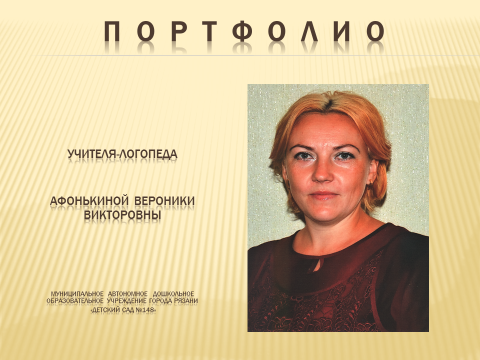 ПОРТФОЛИО
УЧИТЕЛЯ-ЛОГОПЕДА
АФОНЬКИНОЙ ВЕРОНИКИ
ВИКТОРОВНЫ
МУНИЦИПАЛЬНОЕ АВТОНОМНОЕ ДОШКОЛЬНОЕ
ОБРАЗОВАТЕЛЬНОЕ УЧРЕЖДЕНИЕ ГОРОДА РЯЗАНИ
«ДЕТСКИЙ САД №148»